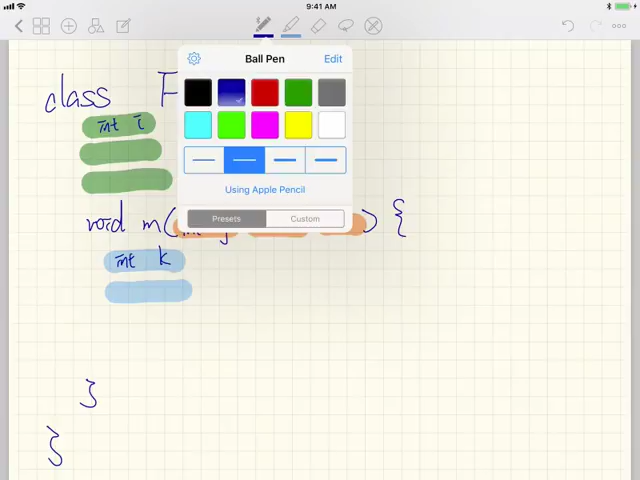 9:41 AM
class F
Ball Pen
Edit
int i
Using Apple Pencil
Presets
Custom
void m( ) {
int k
}
}